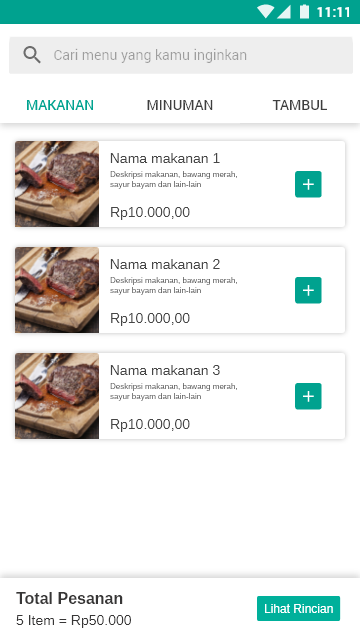 11:11
Cari menu yang kamu inginkan
MAKANAN MINUMAN TAMBUL
Nama makanan 1
Deskripsi makanan, bawang merah,
sayur bayam dan lain-lain
Rp10.000,00
Nama makanan 2
Deskripsi makanan, bawang merah,
sayur bayam dan lain-lain
Rp10.000,00
Nama makanan 3
Deskripsi makanan, bawang merah,
sayur bayam dan lain-lain
Rp10.000,00
Total Pesanan
5 Item = Rp50.000
Lihat Rincian